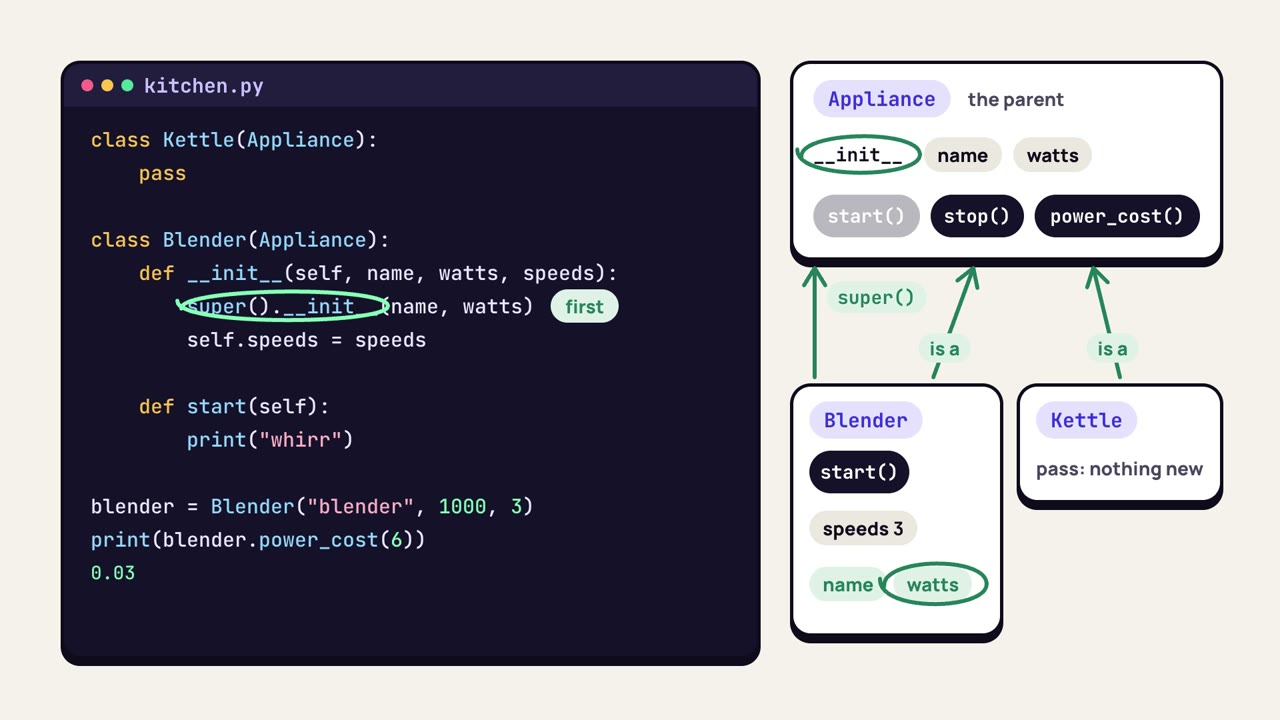 kitchen.py
class Kettle(Appliance):
    pass
class Blender(Appliance):
    def __init__(self, name, watts, speeds):
        super().__init__(name, watts) first
        self.speeds = speeds
    def start(self):
        print("whirr")
blender = Blender("blender", 1000, 3)
print(blender.power_cost(6))
0.03
Appliance the parent
__init__ name watts
start() stop() power_cost()
super()
is a is a
Blender
start()
speeds 3
name watts
Kettle
pass: nothing new